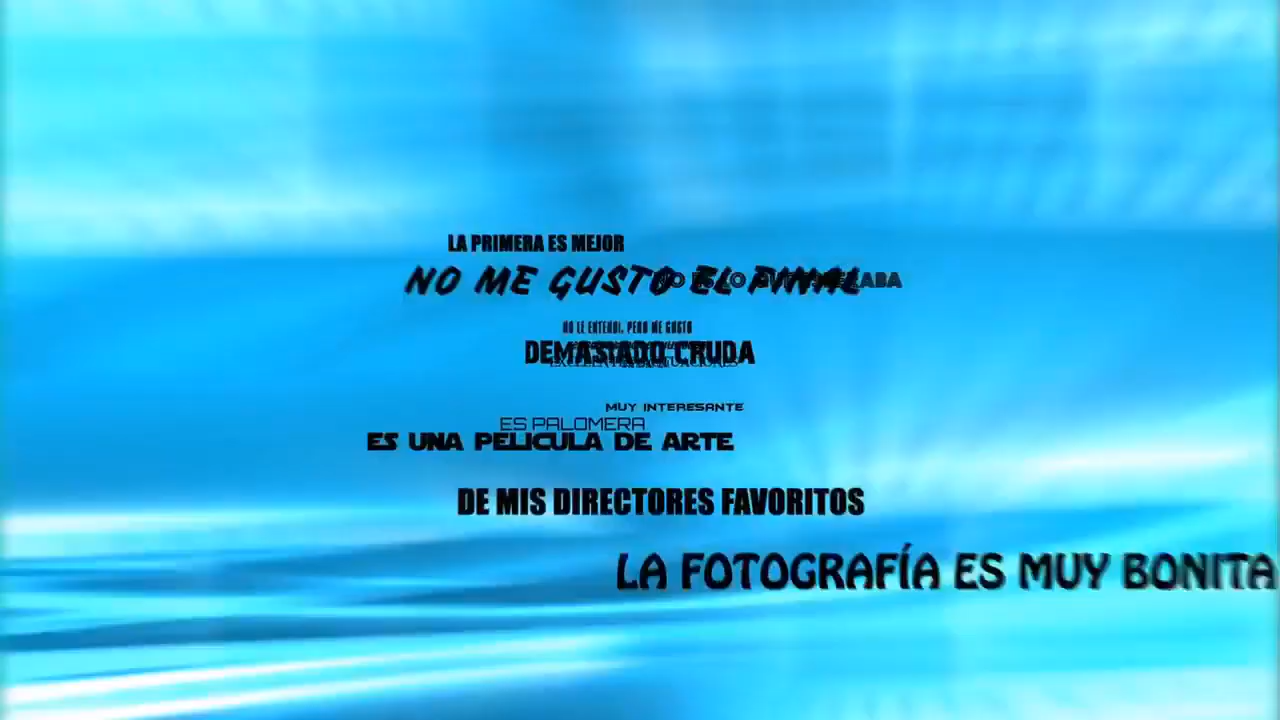 LA PRIMERA ES MEJOR
NO ME GUSTO EL FINAL
NO LE ENTENDI, PERO ME GUSTO
DEMASIADO CRUDA
MUY INTERESANTE
ES PALOMERA
ES UNA PELICULA DE ARTE
DE MIS DIRECTORES FAVORITOS
LA FOTOGRAFÍA ES MUY BONITA